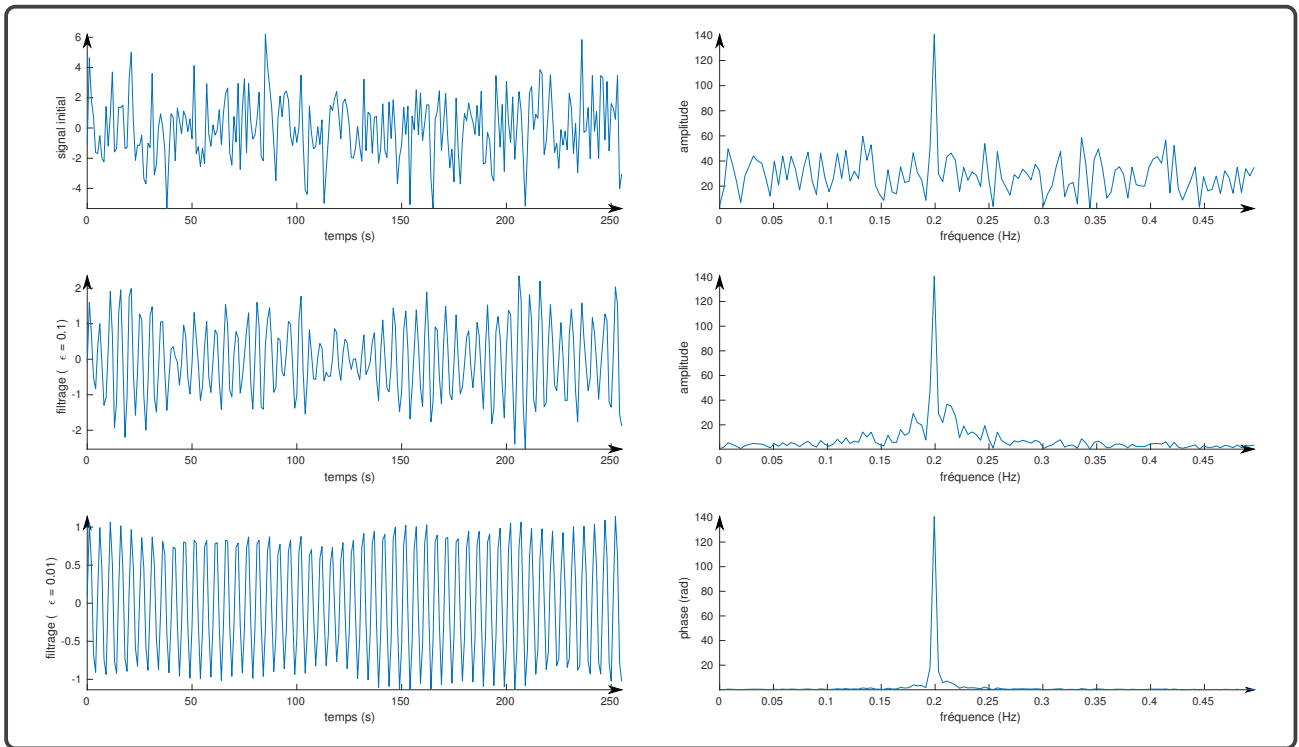 signal initial
6
4
2
0
-2
-4
0 50 100 150 200 250
temps (s)
amplitude
140
120
100
80
60
40
20
0 0.05 0.1 0.15 0.2 0.25 0.3 0.35 0.4 0.45
fréquence (Hz)
filtrage ( ϵ = 0.1)
2
1
0
-1
-2
0 50 100 150 200 250
temps (s)
amplitude
140
120
100
80
60
40
20
0 0.05 0.1 0.15 0.2 0.25 0.3 0.35 0.4 0.45
fréquence (Hz)
filtrage ( ϵ = 0.01)
1
0.5
0
-0.5
-1
0 50 100 150 200 250
temps (s)
phase (rad)
140
120
100
80
60
40
20
0 0.05 0.1 0.15 0.2 0.25 0.3 0.35 0.4 0.45
fréquence (Hz)